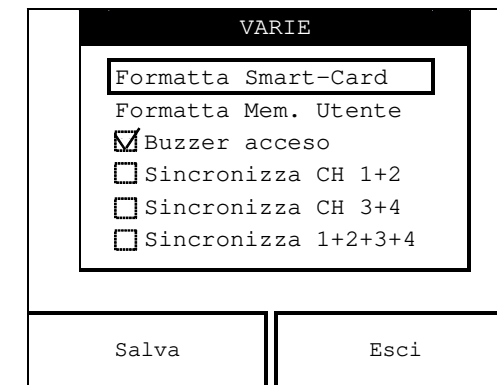 VARIE
Formatta Smart-Card
Formatta Mem. Utente
Buzzer acceso
Sincronizza CH 1+2
Sincronizza CH 3+4
Sincronizza 1+2+3+4
Salva Esci